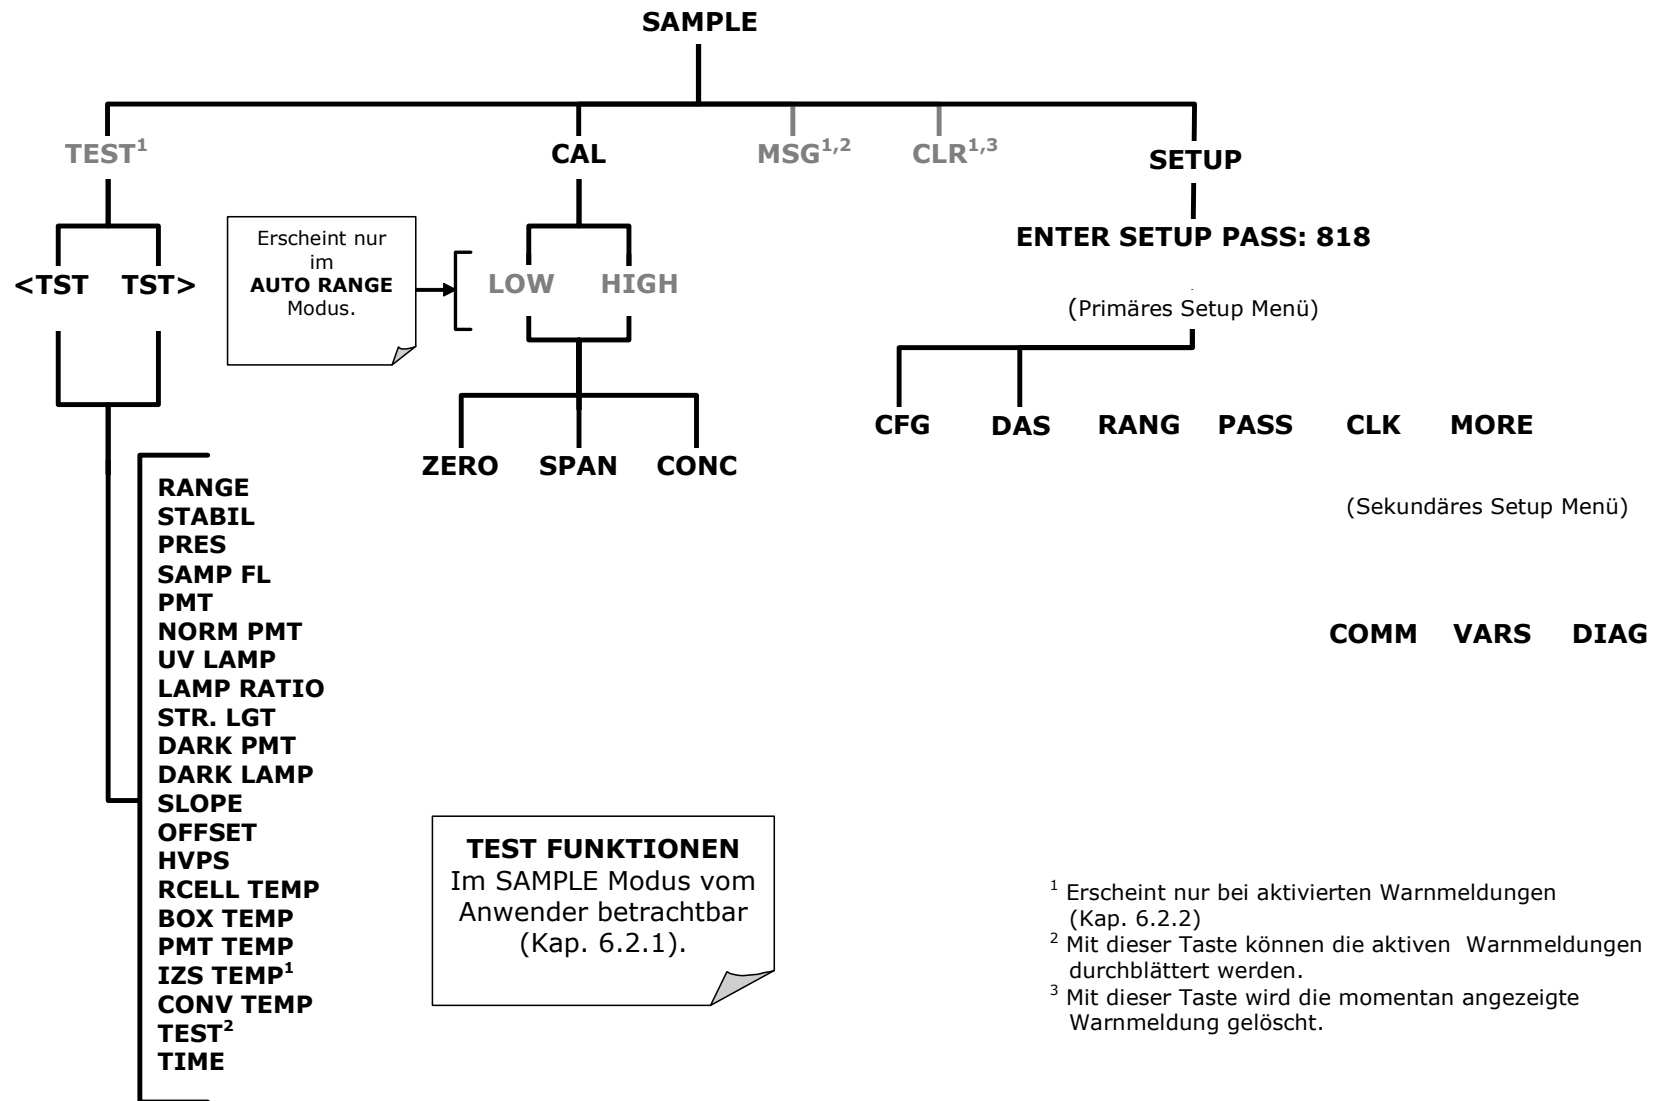 SAMPLE
TEST¹
CAL
MSG¹,²
CLR¹,³
SETUP
<TST TST>
Erscheint nur
im
AUTO RANGE
Modus.
LOW HIGH
ENTER SETUP PASS: 818
(Primäres Setup Menü)
ZERO SPAN CONC
CFG DAS RANG PASS CLK MORE
(Sekundäres Setup Menü)
COMM VARS DIAG
RANGE
STABIL
PRES
SAMP FL
PMT
NORM PMT
UV LAMP
LAMP RATIO
STR. LGT
DARK PMT
DARK LAMP
SLOPE
OFFSET
HVPS
RCELL TEMP
BOX TEMP
PMT TEMP
IZS TEMP¹
CONV TEMP
TEST²
TIME
TEST FUNKTIONEN
Im SAMPLE Modus vom
Anwender betrachtbar
(Kap. 6.2.1).
¹ Erscheint nur bei aktivierten Warnmeldungen
(Kap. 6.2.2)
² Mit dieser Taste können die aktiven Warnmeldungen
durchblättert werden.
³ Mit dieser Taste wird die momentan angezeigte
Warnmeldung gelöscht.